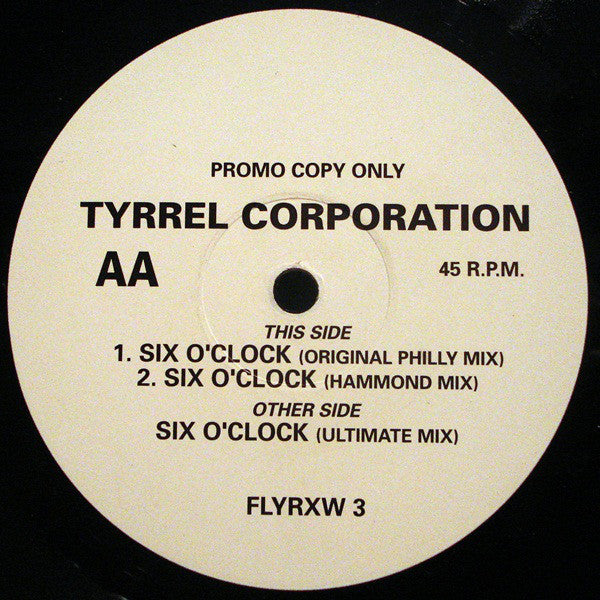 PROMO COPY ONLY
TYRREL CORPORATION
AA
45 R.P.M.
THIS SIDE
1. SIX O'CLOCK (ORIGINAL PHILLY MIX)
2. SIX O'CLOCK (HAMMOND MIX)
OTHER SIDE
SIX O'CLOCK (ULTIMATE MIX)
FLYRXW 3